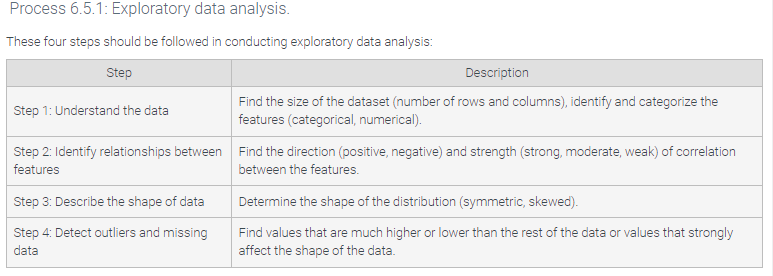 Process 6.5.1: Exploratory data analysis.
These four steps should be followed in conducting exploratory data analysis:
Step
Description
Step 1: Understand the data
Find the size of the dataset (number of rows and columns), identify and categorize the
features (categorical, numerical).
Step 2: Identify relationships between
features
Find the direction (positive, negative) and strength (strong, moderate, weak) of correlation
between the features.
Step 3: Describe the shape of data
Determine the shape of the distribution (symmetric, skewed).
Step 4: Detect outliers and missing
data
Find values that are much higher or lower than the rest of the data or values that strongly
affect the shape of the data.